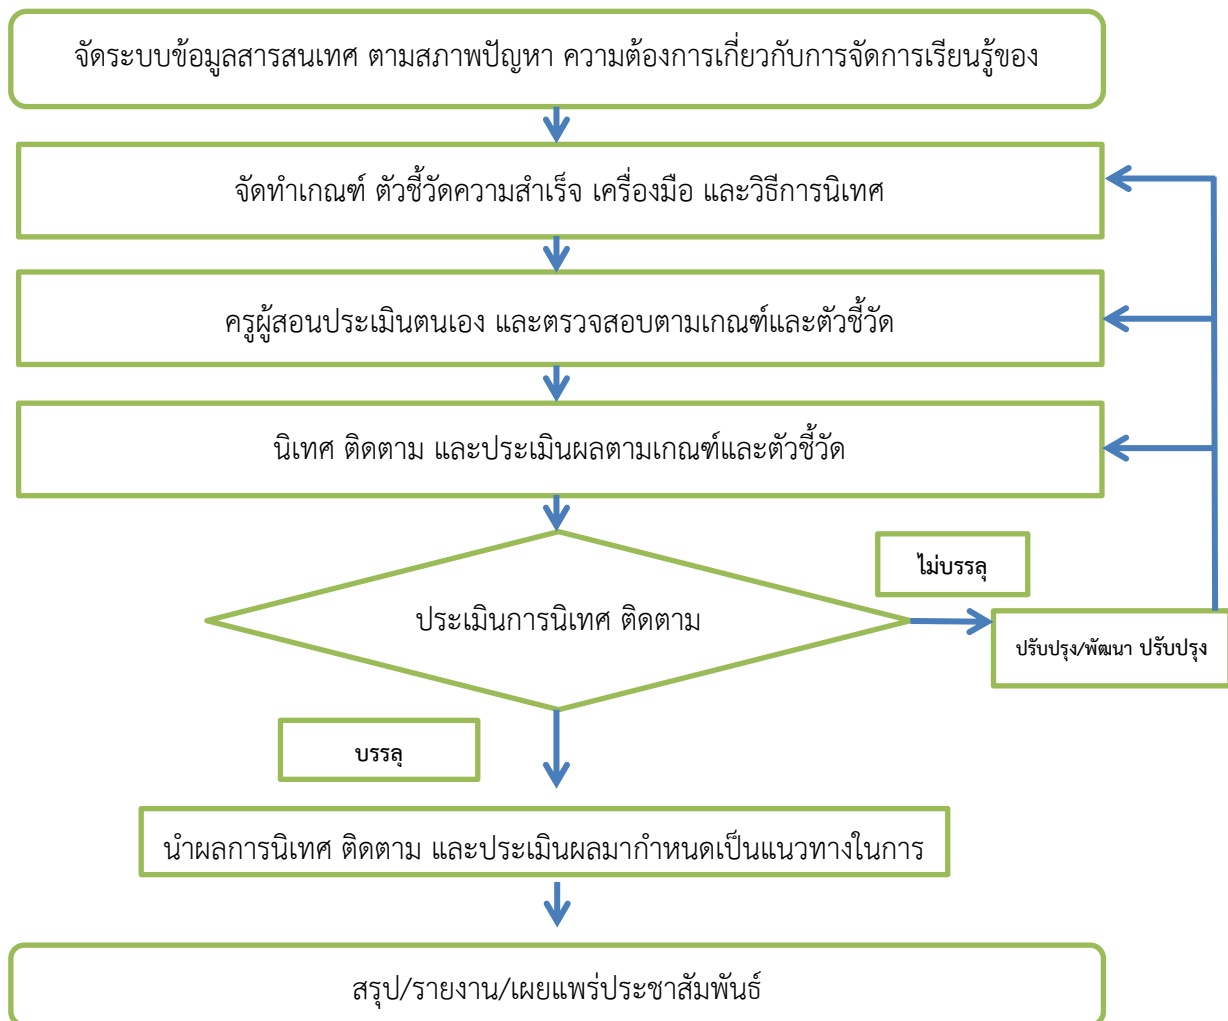 จัดระบบข้อมูลสารสนเทศ ตามสภาพปัญหา ความต้องการเกี่ยวกับการจัดการเรียนรู้ของ
จัดทำเกณฑ์ ตัวชี้วัดความสำเร็จ เครื่องมือ และวิธีการนิเทศ
ครูผู้สอนประเมินตนเอง และตรวจสอบตามเกณฑ์และตัวชี้วัด
นิเทศ ติดตาม และประเมินผลตามเกณฑ์และตัวชี้วัด
ไม่บรรลุ
ประเมินการนิเทศ ติดตาม
ปรับปรุง/พัฒนา ปรับปรุง
บรรลุ
นำผลการนิเทศ ติดตาม และประเมินผลมากำหนดเป็นแนวทางในการ
สรุป/รายงาน/เผยแพร่ประชาสัมพันธ์